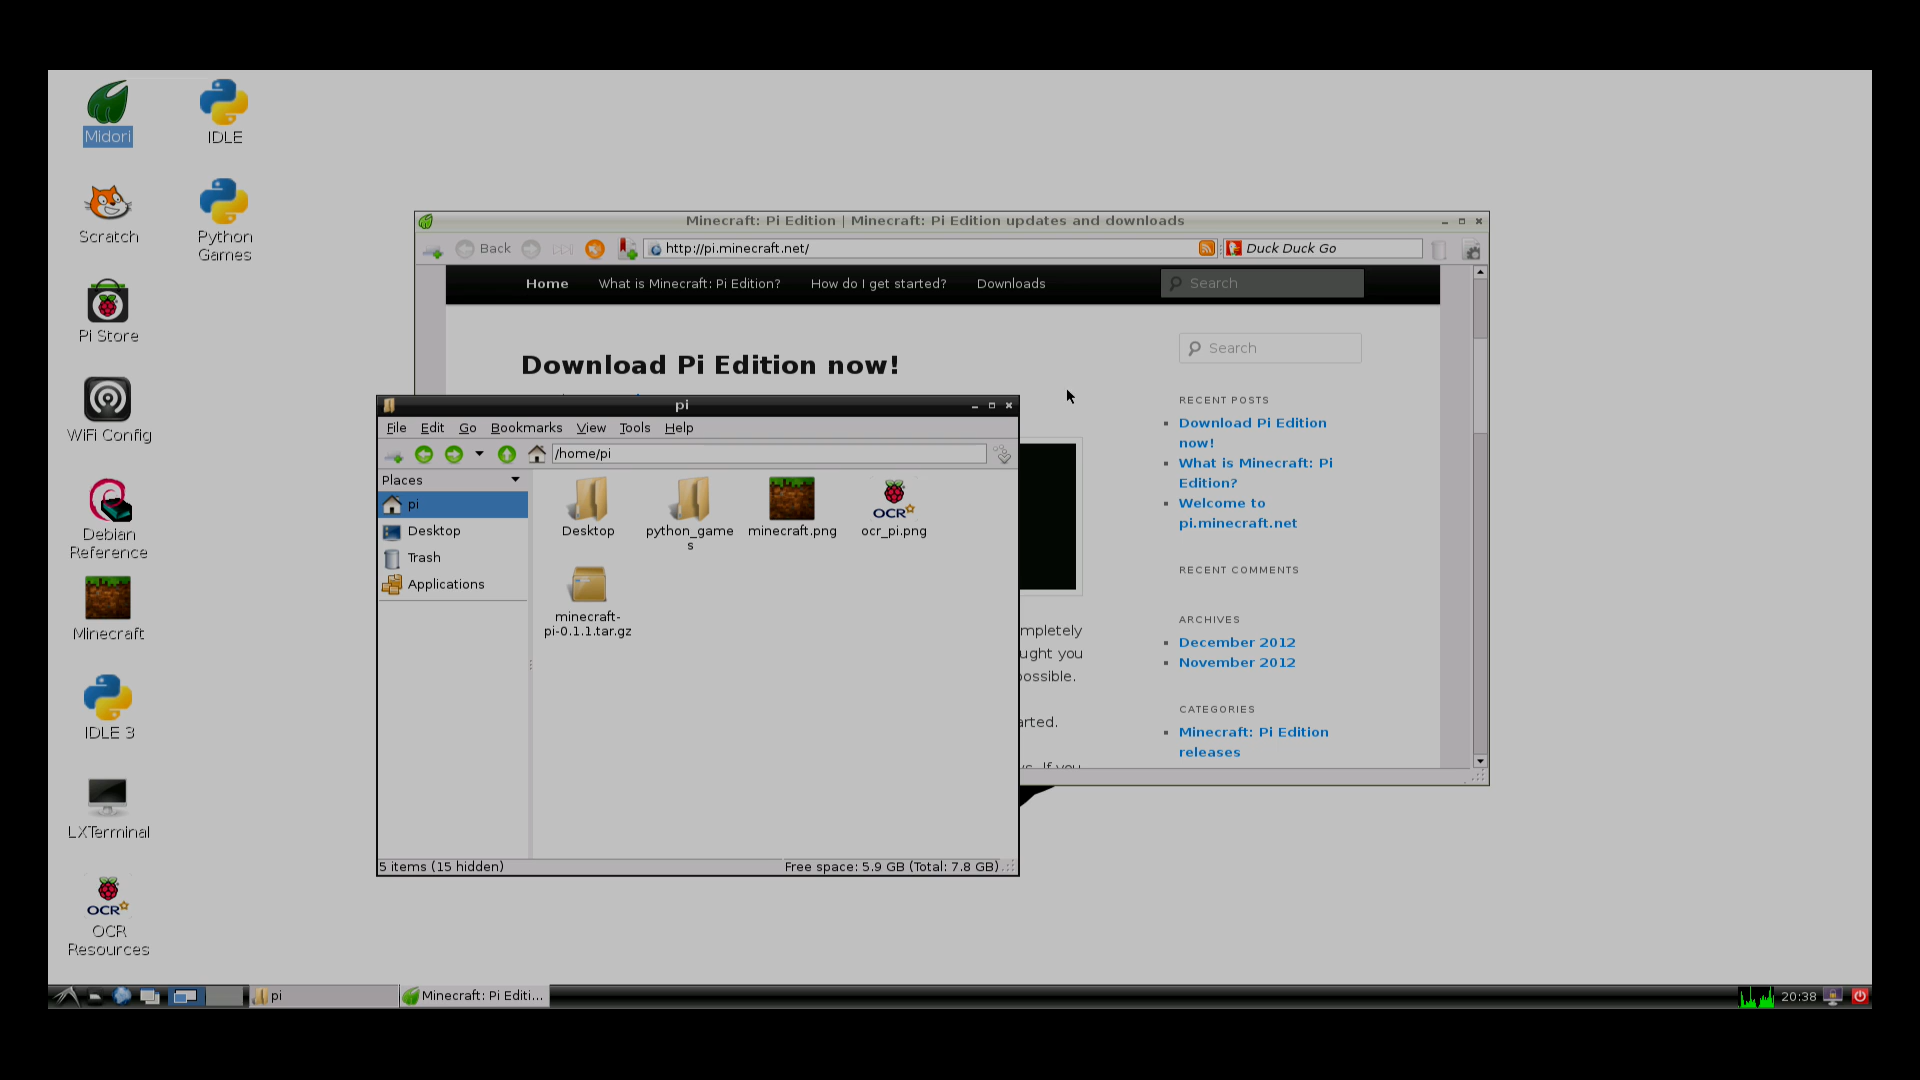 Midori
IDLE
Scratch
Python
Games
Pi Store
WiFi Config
Debian
Reference
Minecraft
IDLE 3
LXTerminal
OCR
OCR
Resources
Minecraft: Pi Edition | Minecraft: Pi Edition updates and downloads
Back
http://pi.minecraft.net/
Duck Duck Go
Home
What is Minecraft: Pi Edition?
How do I get started?
Downloads
Search
Download Pi Edition now!
Search
RECENT POSTS
Download Pi Edition
now!
What is Minecraft: Pi
Edition?
Welcome to
pi.minecraft.net
RECENT COMMENTS
ARCHIVES
December 2012
November 2012
CATEGORIES
Minecraft: Pi Edition
releases
mpletely
ught you
possible.
arted.
If you
pi
File Edit Go Bookmarks View Tools Help
/home/pi
Places
pi
Desktop
Trash
Applications
Desktop
python_game
s
minecraft.png
OCR
ocr_pi.png
minecraft-
pi-0.1.1.tar.gz
5 items (15 hidden)
Free space: 5.9 GB (Total: 7.8 GB)
pi
Minecraft: Pi Editi...
20:38